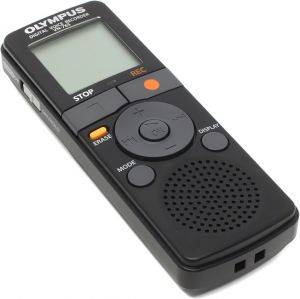 OLYMPUS
DIGITAL VOICE RECORDER
STOP
REC
ERASE
DISPLAY
MODE